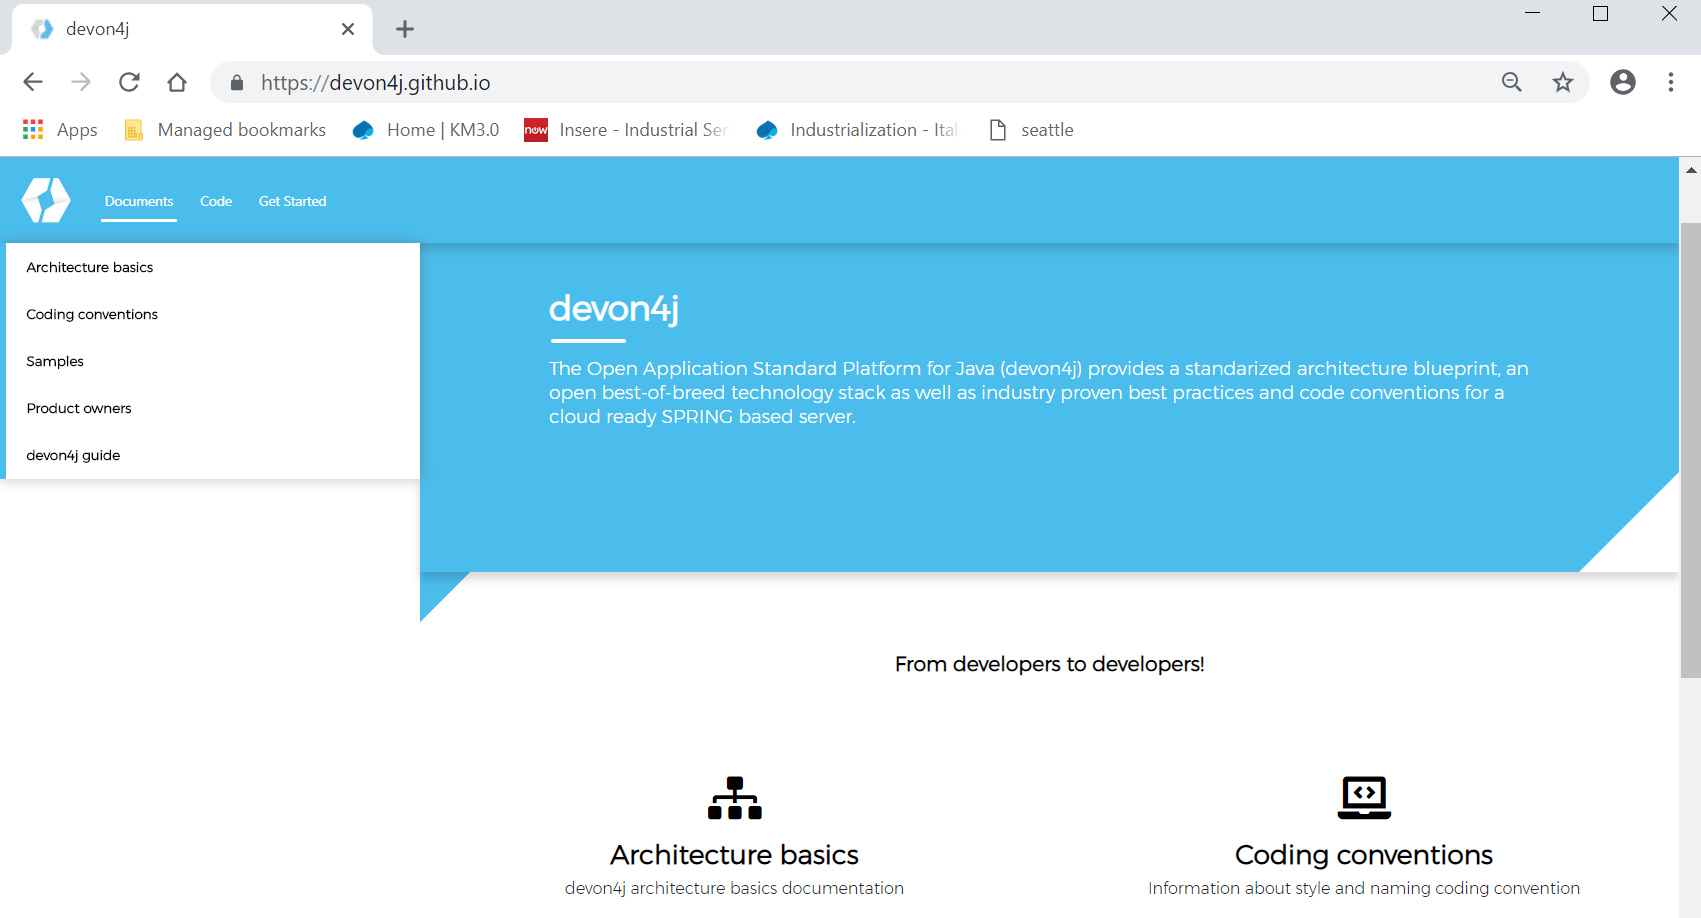 devon4j
https://devon4j.github.io
Apps
Managed bookmarks
Home | KM3.0
now
Insere - Industrial Ser
Industrialization - Ital
seattle
Documents
Code
Get Started
Architecture basics
Coding conventions
Samples
Product owners
devon4j guide
devon4j
The Open Application Standard Platform for Java (devon4j) provides a standarized architecture blueprint, an
open best-of-breed technology stack as well as industry proven best practices and code conventions for a
cloud ready SPRING based server.
From developers to developers!
Architecture basics
devon4j architecture basics documentation
Coding conventions
Information about style and naming coding convention